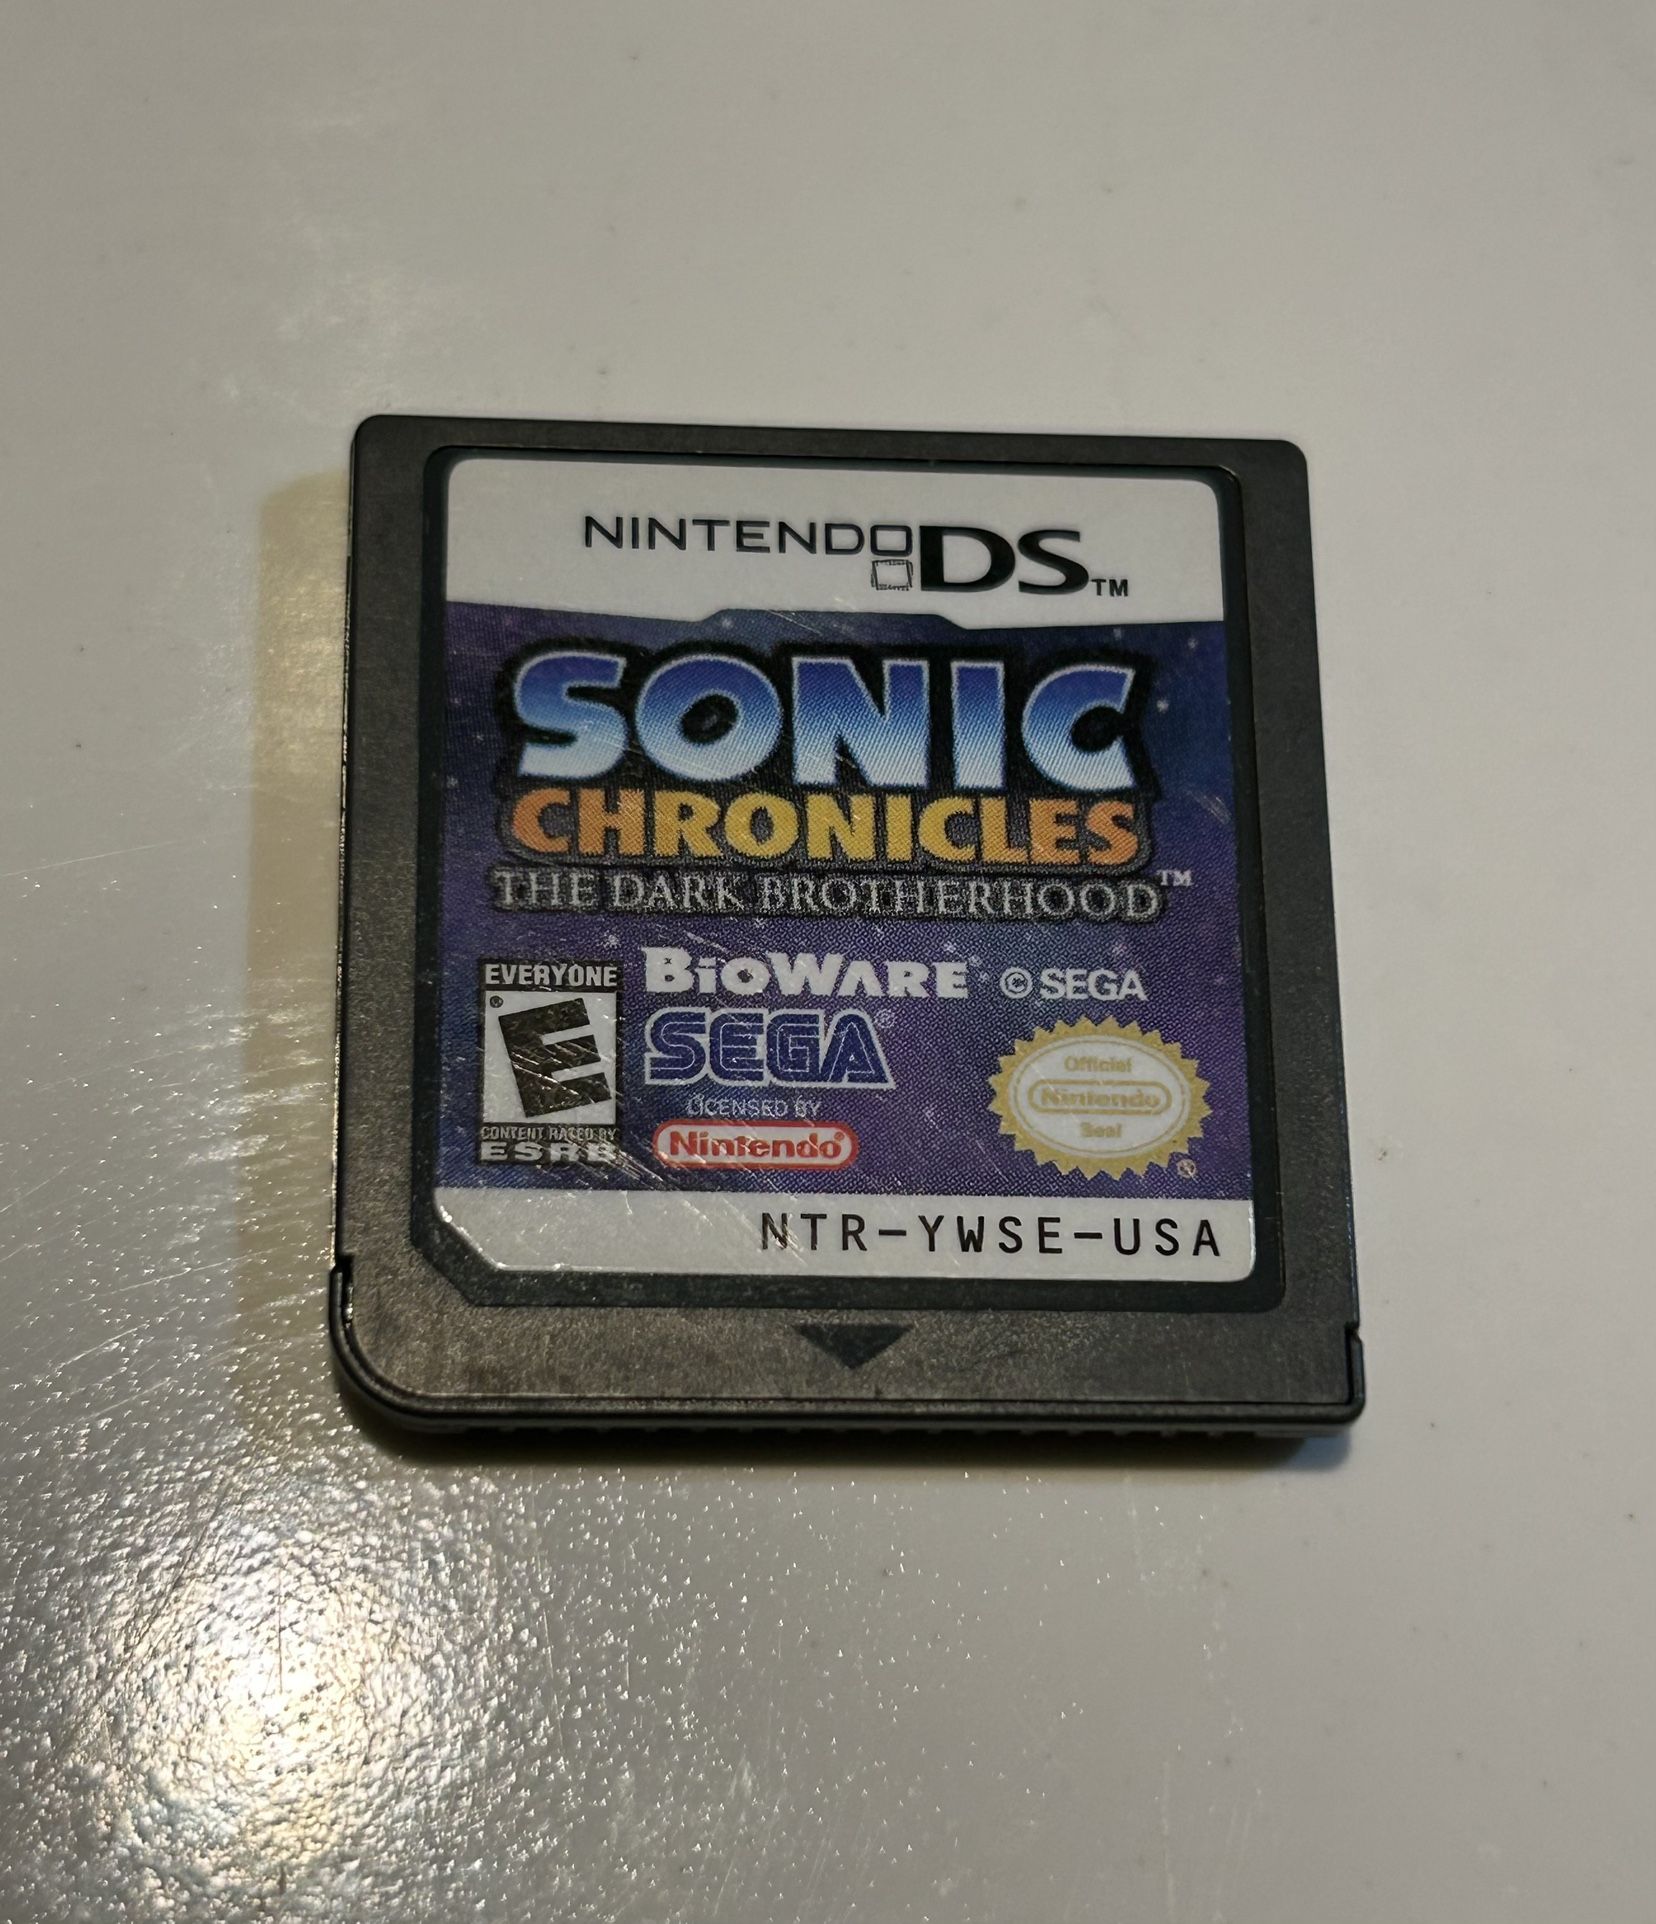 NINTENDO DS™
SONIC
CHRONICLES
THE DARK BROTHERHOOD™
EVERYONE
E
CONTENT RATED BY
ESRB
BIOWARE® © SEGA
SEGA®
LICENSED BY
Nintendo®
Official
Nintendo
Seal
®
NTR-YWSE-USA